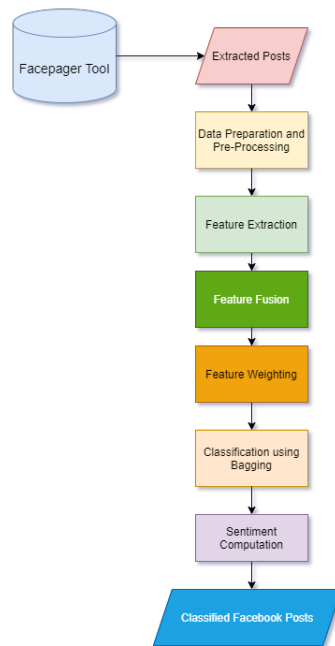 Facepager Tool
Extracted Posts
Data Preparation and
Pre-Processing
Feature Extraction
Feature Fusion
Feature Weighting
Classification using
Bagging
Sentiment
Computation
Classified Facebook Posts